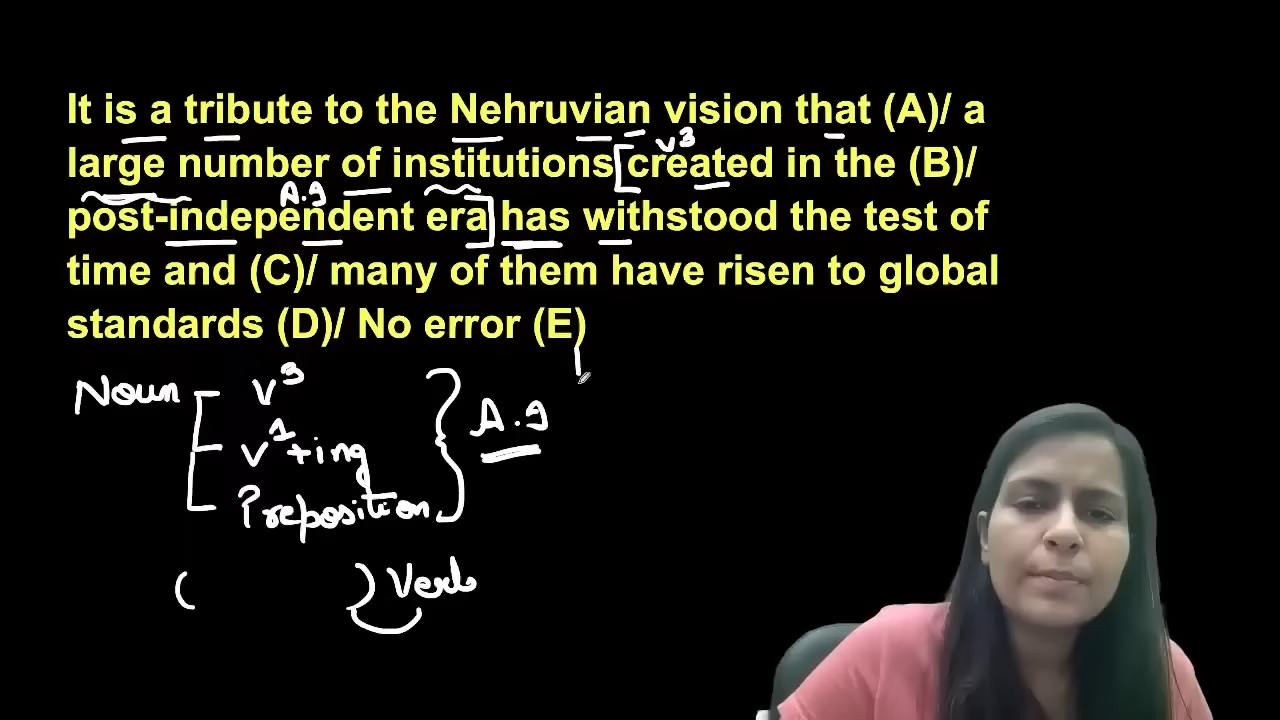 It is a tribute to the Nehruvian vision that (A)/ a
large number of institutions [created in the (B)/
post-independent era] has withstood the test of
time and (C)/ many of them have risen to global
standards (D)/ No error (E)
v3
A.g
Noun
v3
v1+ing
Preposition
A.g
( ) Verb